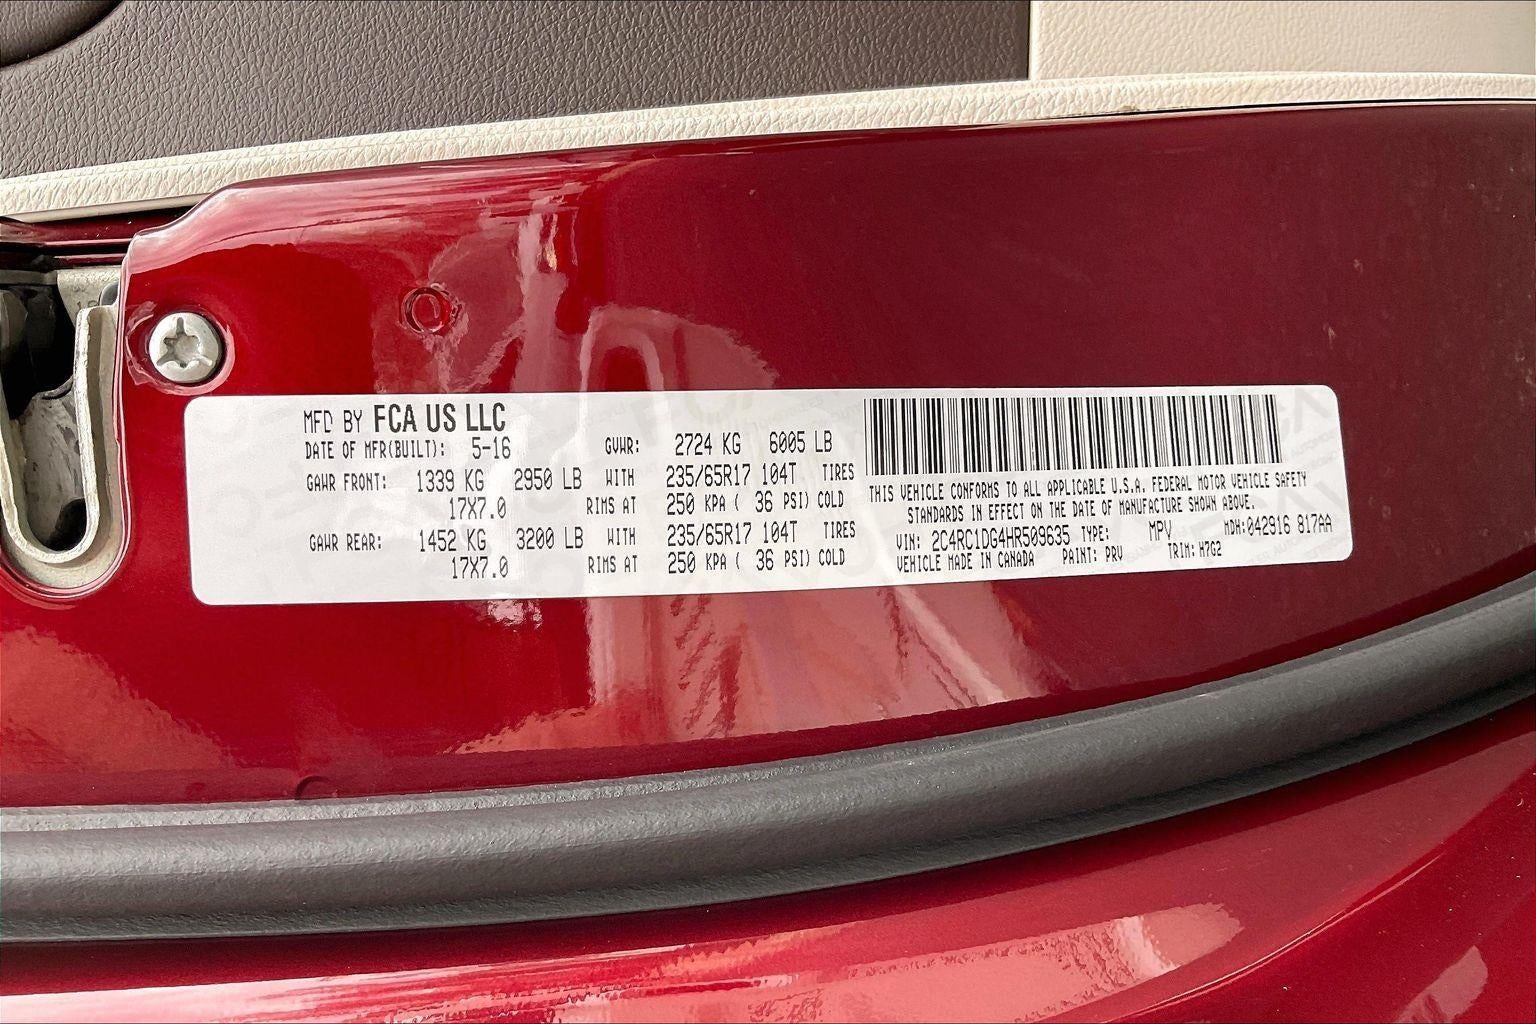 MFD BY FCA US LLC
DATE OF MFR(BUILT): 5-16 GVWR: 2724 KG 6005 LB
GAWR FRONT: 1339 KG 2950 LB WITH 235/65R17 104T TIRES
17X7.0 RIMS AT 250 KPA ( 36 PSI) COLD
GAWR REAR: 1452 KG 3200 LB WITH 235/65R17 104T TIRES
17X7.0 RIMS AT 250 KPA ( 36 PSI) COLD
THIS VEHICLE CONFORMS TO ALL APPLICABLE U.S.A. FEDERAL MOTOR VEHICLE SAFETY
STANDARDS IN EFFECT ON THE DATE OF MANUFACTURE SHOWN ABOVE.
VIN: 2C4RC1DG4HR509635 TYPE: MPV MDH: 042916 817AA
VEHICLE MADE IN CANADA PAINT: PRV TRIM: H7G2